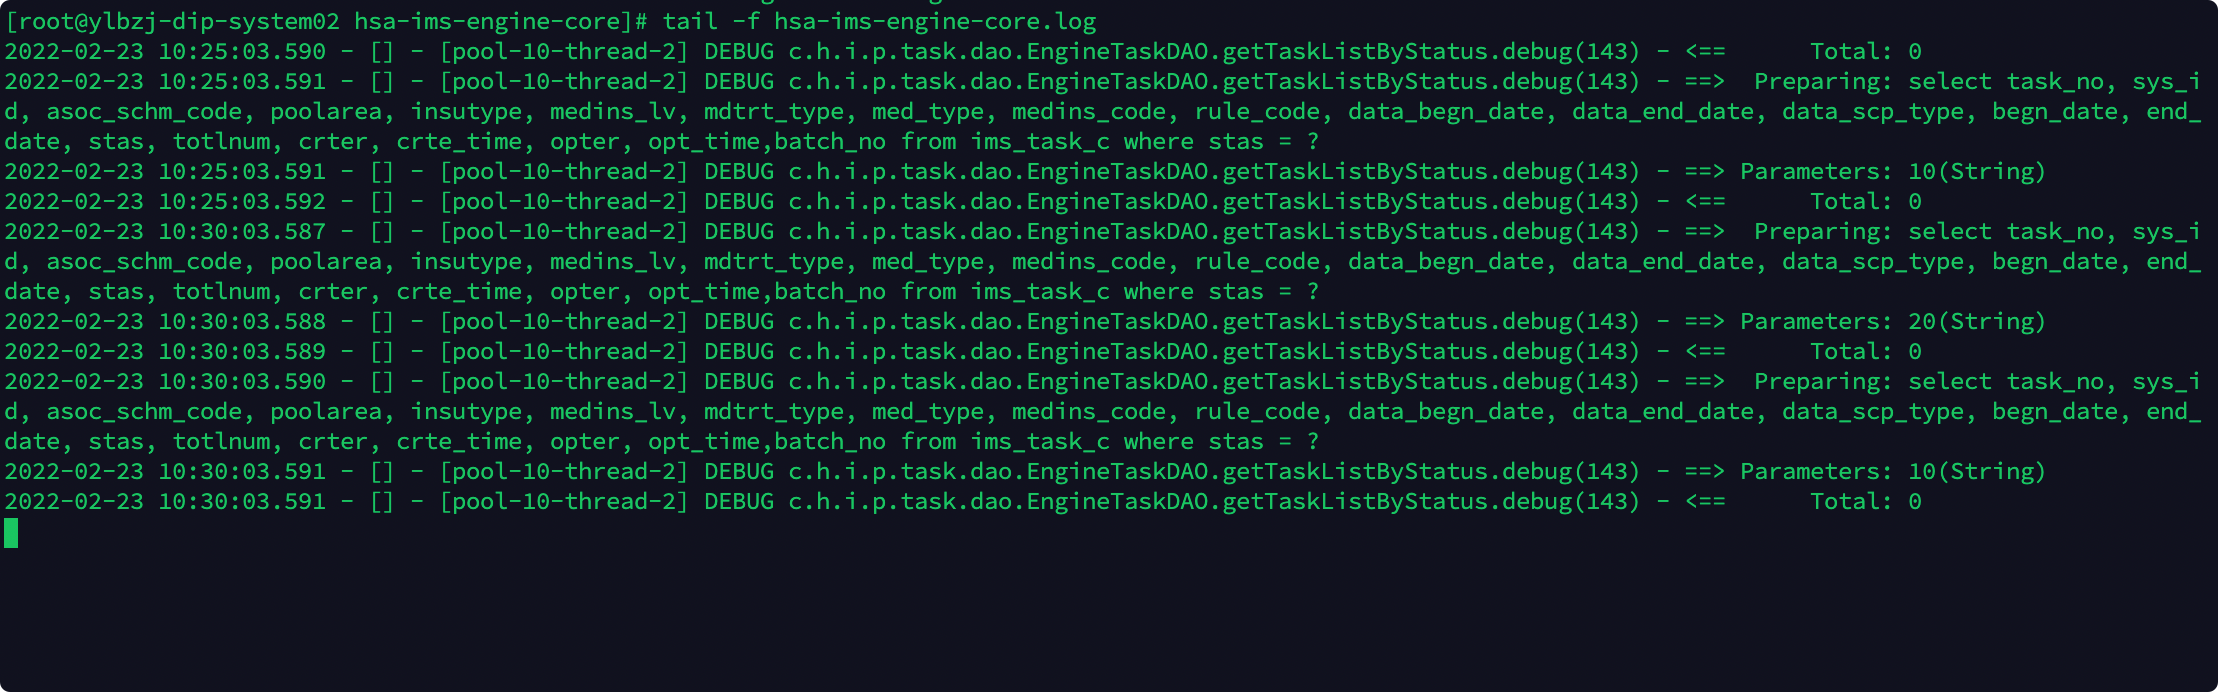 [root@ylbzj-dip-system02 hsa-ims-engine-core]# tail -f hsa-ims-engine-core.log
2022-02-23 10:25:03.590 - [] - [pool-10-thread-2] DEBUG c.h.i.p.task.dao.EngineTaskDAO.getTaskListByStatus.debug(143) - <==      Total: 0
2022-02-23 10:25:03.591 - [] - [pool-10-thread-2] DEBUG c.h.i.p.task.dao.EngineTaskDAO.getTaskListByStatus.debug(143) - ==>  Preparing: select task_no, sys_i
d, asoc_schm_code, poolarea, insutype, medins_lv, mdtrt_type, med_type, medins_code, rule_code, data_begn_date, data_end_date, data_scp_type, begn_date, end_
date, stas, totlnum, crter, crte_time, opter, opt_time,batch_no from ims_task_c where stas = ?
2022-02-23 10:25:03.591 - [] - [pool-10-thread-2] DEBUG c.h.i.p.task.dao.EngineTaskDAO.getTaskListByStatus.debug(143) - ==> Parameters: 10(String)
2022-02-23 10:25:03.592 - [] - [pool-10-thread-2] DEBUG c.h.i.p.task.dao.EngineTaskDAO.getTaskListByStatus.debug(143) - <==      Total: 0
2022-02-23 10:30:03.587 - [] - [pool-10-thread-2] DEBUG c.h.i.p.task.dao.EngineTaskDAO.getTaskListByStatus.debug(143) - ==>  Preparing: select task_no, sys_i
d, asoc_schm_code, poolarea, insutype, medins_lv, mdtrt_type, med_type, medins_code, rule_code, data_begn_date, data_end_date, data_scp_type, begn_date, end_
date, stas, totlnum, crter, crte_time, opter, opt_time,batch_no from ims_task_c where stas = ?
2022-02-23 10:30:03.588 - [] - [pool-10-thread-2] DEBUG c.h.i.p.task.dao.EngineTaskDAO.getTaskListByStatus.debug(143) - ==> Parameters: 20(String)
2022-02-23 10:30:03.589 - [] - [pool-10-thread-2] DEBUG c.h.i.p.task.dao.EngineTaskDAO.getTaskListByStatus.debug(143) - <==      Total: 0
2022-02-23 10:30:03.590 - [] - [pool-10-thread-2] DEBUG c.h.i.p.task.dao.EngineTaskDAO.getTaskListByStatus.debug(143) - ==>  Preparing: select task_no, sys_i
d, asoc_schm_code, poolarea, insutype, medins_lv, mdtrt_type, med_type, medins_code, rule_code, data_begn_date, data_end_date, data_scp_type, begn_date, end_
date, stas, totlnum, crter, crte_time, opter, opt_time,batch_no from ims_task_c where stas = ?
2022-02-23 10:30:03.591 - [] - [pool-10-thread-2] DEBUG c.h.i.p.task.dao.EngineTaskDAO.getTaskListByStatus.debug(143) - ==> Parameters: 10(String)
2022-02-23 10:30:03.591 - [] - [pool-10-thread-2] DEBUG c.h.i.p.task.dao.EngineTaskDAO.getTaskListByStatus.debug(143) - <==      Total: 0